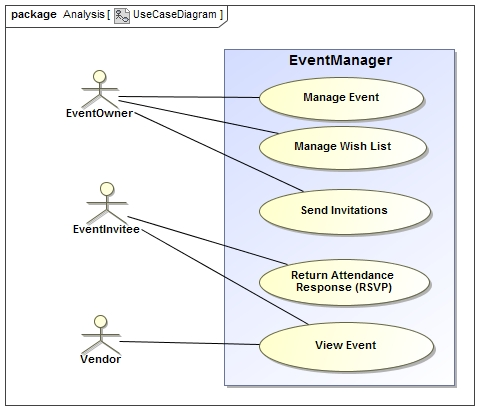 package Analysis [ UseCaseDiagram ]
EventManager
EventOwner
Manage Event
Manage Wish List
Send Invitations
EventInvitee
Return Attendance
Response (RSVP)
Vendor
View Event